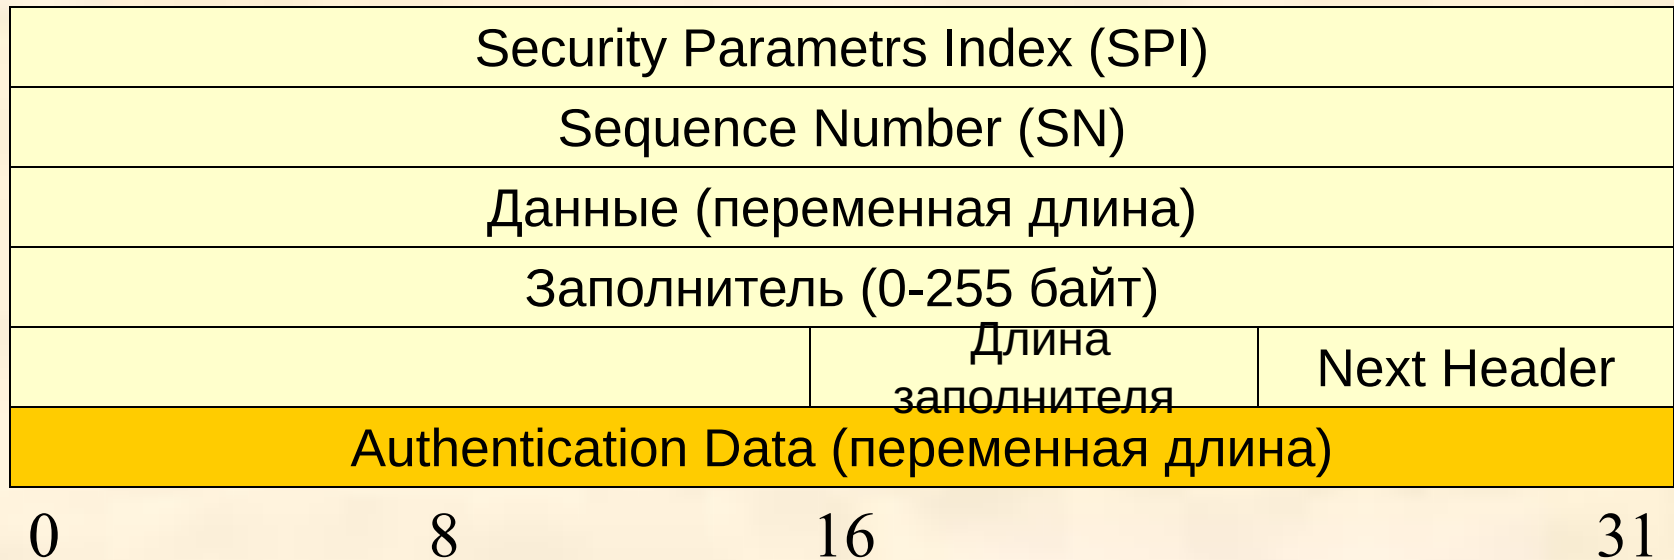 Security Parametrs Index (SPI)
Sequence Number (SN)
Данные (переменная длина)
Заполнитель (0-255 байт)
Длина
заполнителя
Next Header
Authentication Data (переменная длина)
0 8 16 31